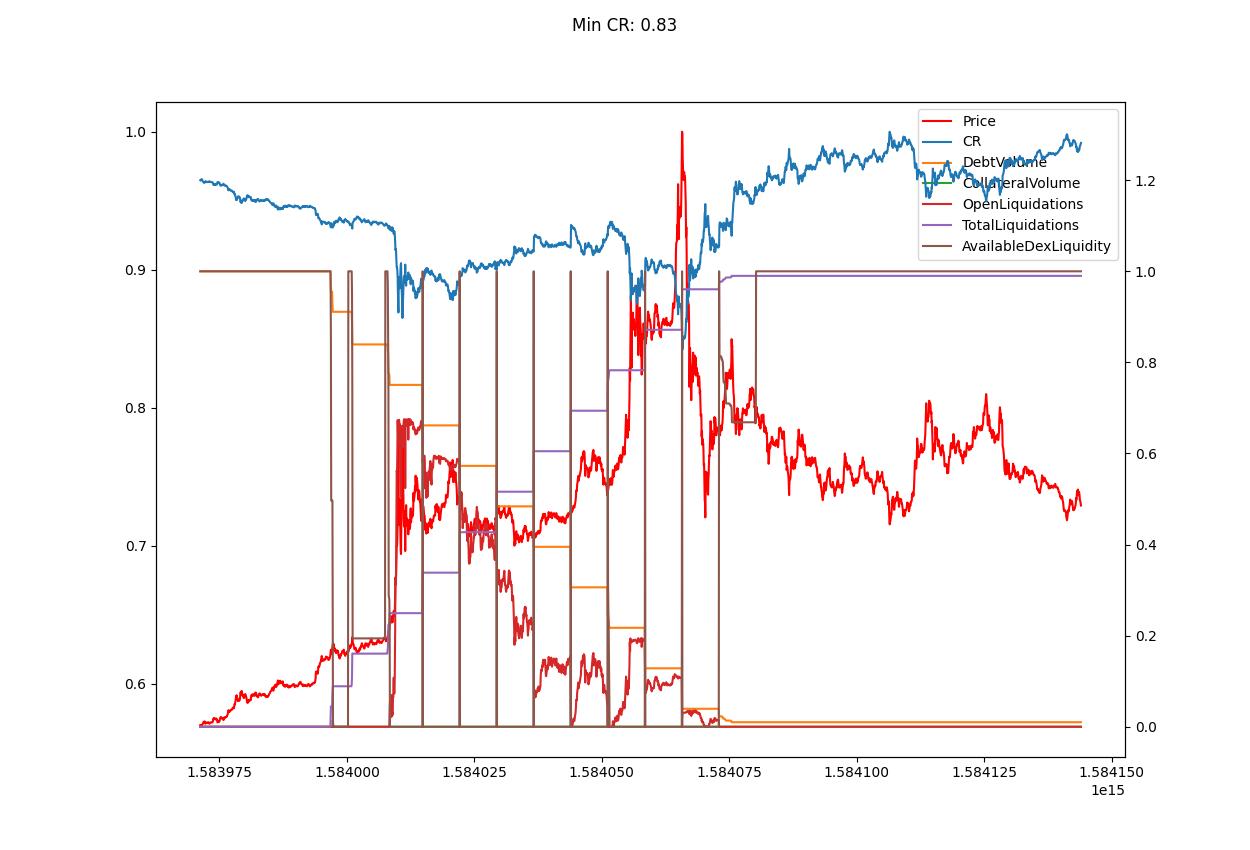 Min CR: 0.83
1.0
0.9
0.8
0.7
0.6
1.2
1.0
0.8
0.6
0.4
0.2
0.0
Price
CR
DebtVolume
CollateralVolume
OpenLiquidations
TotalLiquidations
AvailableDexLiquidity
1.583975 1.584000 1.584025 1.584050 1.584075 1.584100 1.584125 1.584150
1e15